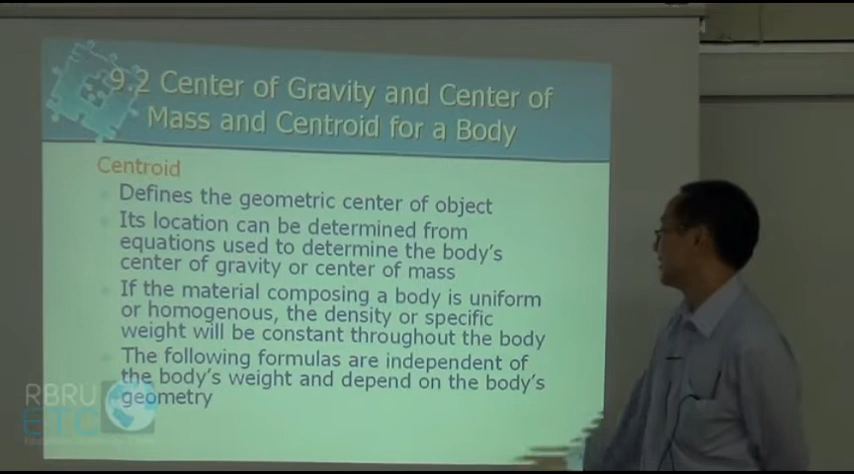 9.2 Center of Gravity and Center of
Mass and Centroid for a Body
Centroid
Defines the geometric center of object
Its location can be determined from
equations used to determine the body's
center of gravity or center of mass
If the material composing a body is uniform
or homogenous, the density or specific
weight will be constant throughout the body
The following formulas are independent of
the body's weight and depend on the body's
geometry
RBRU
ETC